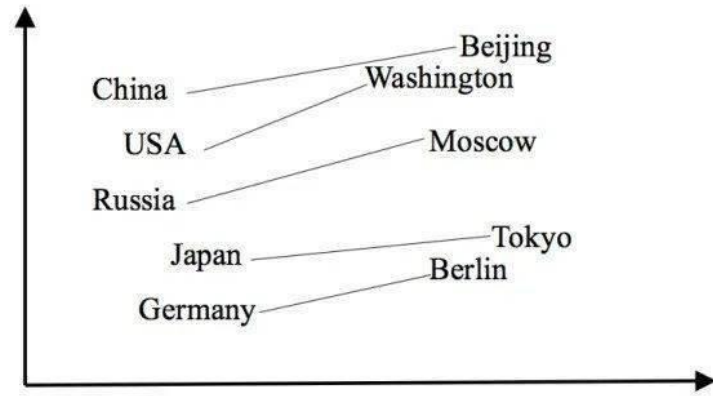 Beijing
Washington
China
USA
Moscow
Russia
Tokyo
Japan
Berlin
Germany